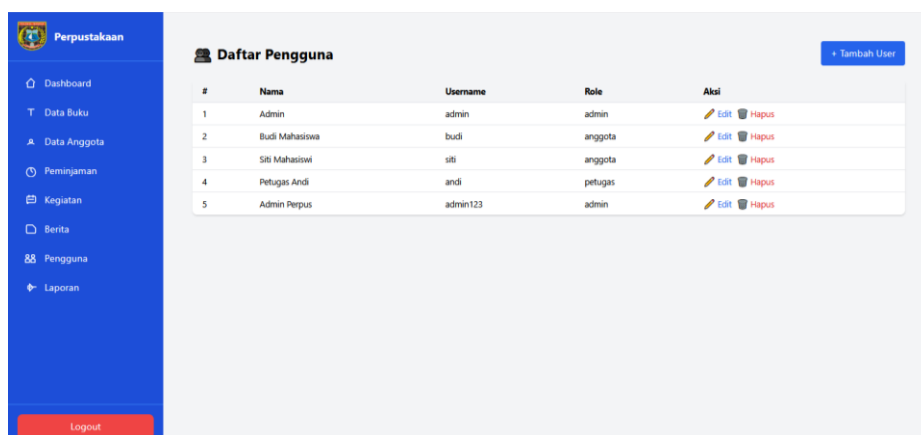 Perpustakaan
Dashboard
Data Buku
Data Anggota
Peminjaman
Kegiatan
Berita
Pengguna
Laporan
Logout
Daftar Pengguna
+ Tambah User
# Nama Username Role Aksi
1 Admin admin admin Edit Hapus
2 Budi Mahasiswa budi anggota Edit Hapus
3 Siti Mahasiswi siti anggota Edit Hapus
4 Petugas Andi andi petugas Edit Hapus
5 Admin Perpus admin123 admin Edit Hapus